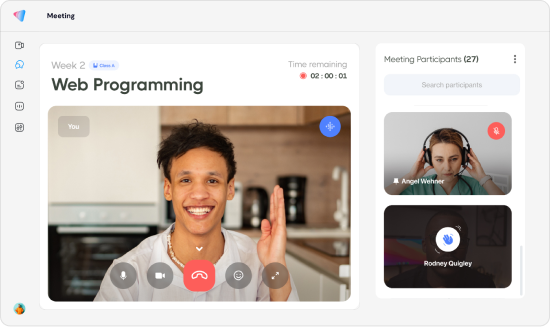 Meeting
Week 2
Class A
Time remaining
02 : 00 : 01
Web Programming
You
Meeting Participants (27)
Search participants
Angel Wehner
Rodney Quigley